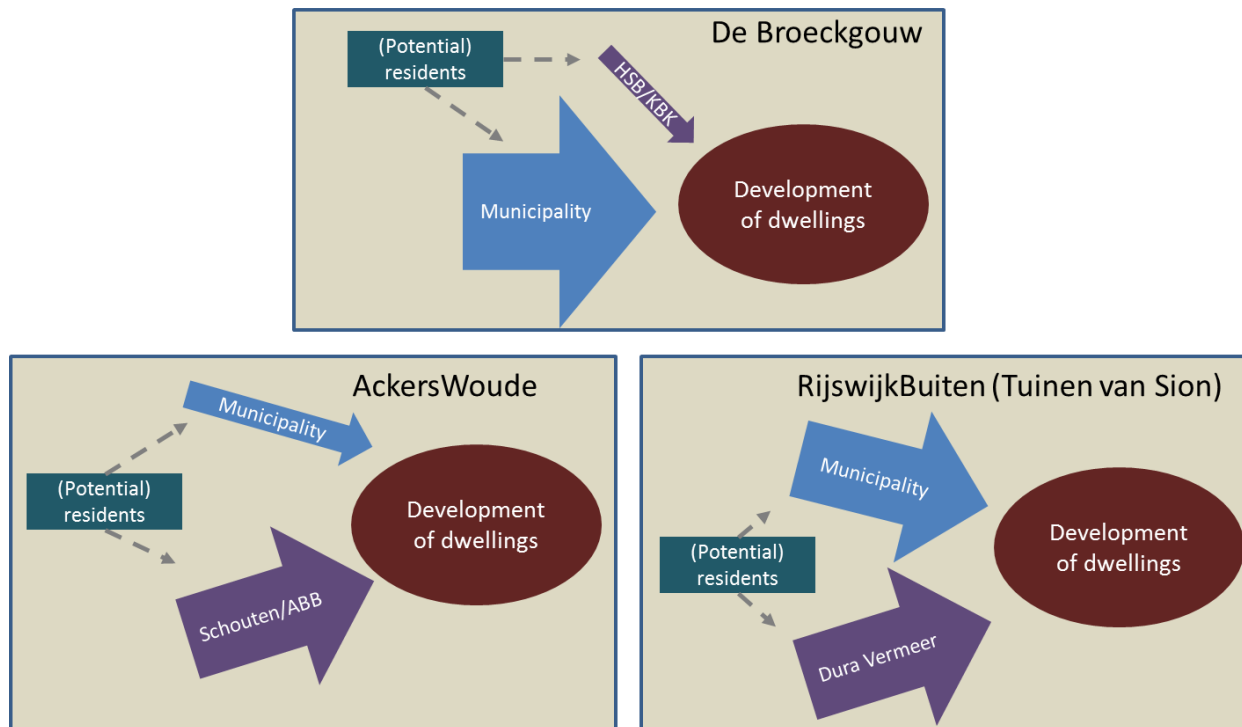 De Broeckgouw
(Potential)
residents
HSB/KBK
Municipality
Development
of dwellings
AckersWoude
Municipality
(Potential)
residents
Development
of dwellings
Schouten/ABB
RijswijkBuiten (Tuinen van Sion)
Municipality
(Potential)
residents
Development
of dwellings
Dura Vermeer